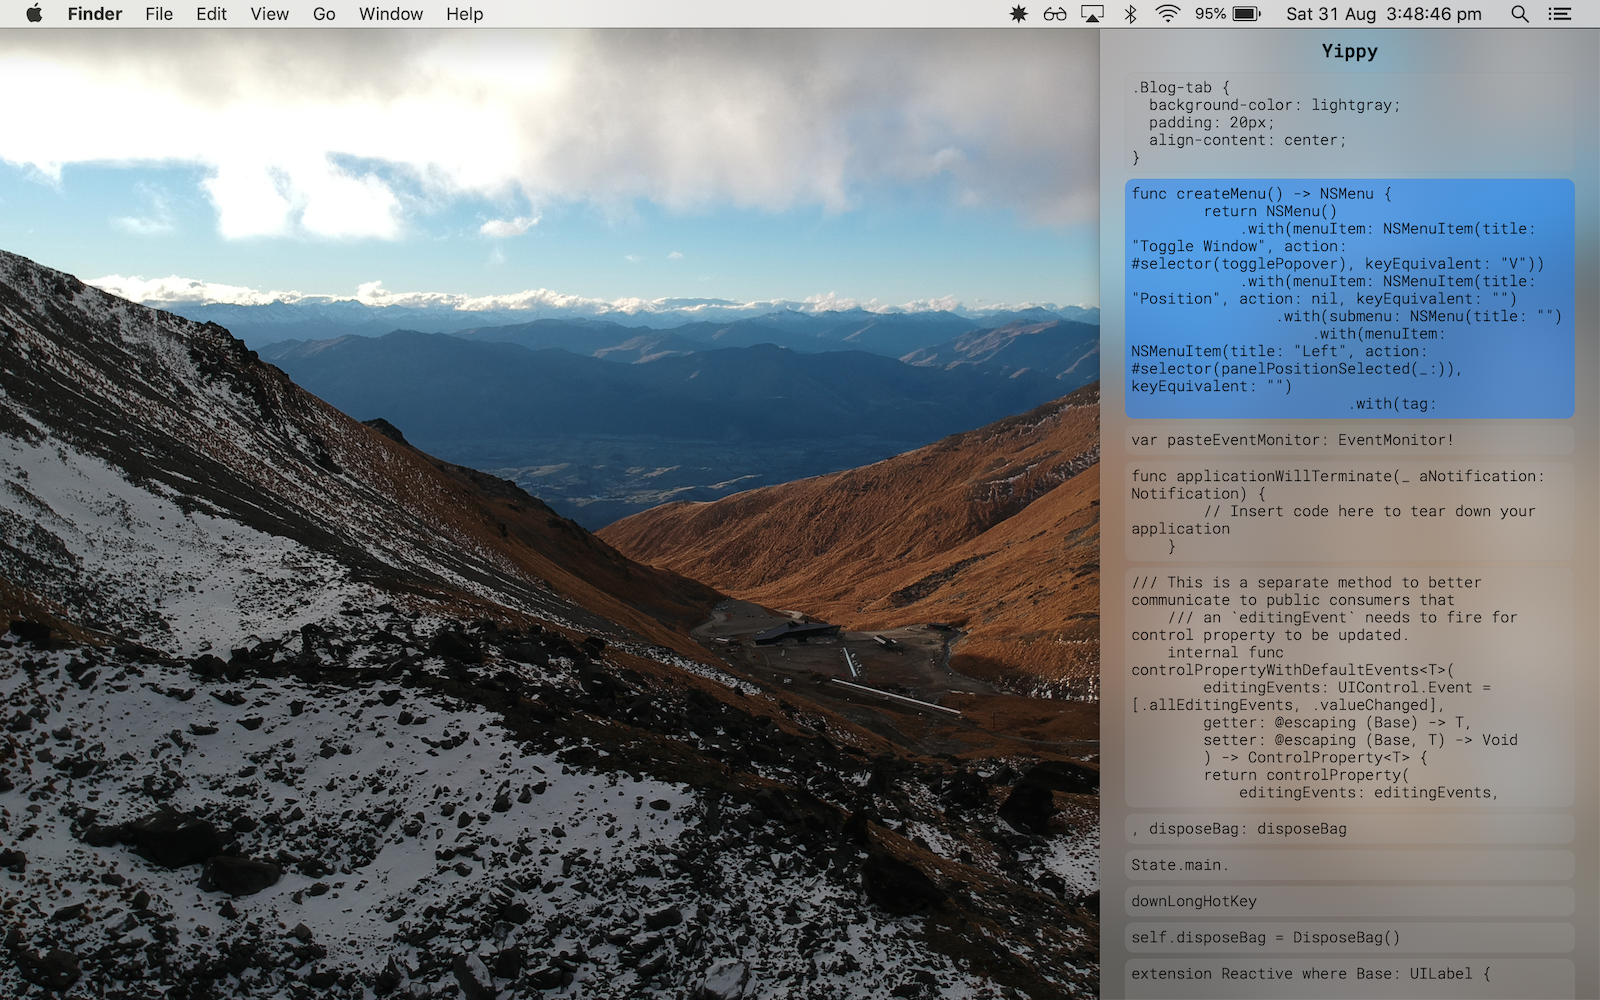 Finder File Edit View Go Window Help 95% Sat 31 Aug 3:48:46 pm
Yippy
.Blog-tab {
  background-color: lightgray;
  padding: 20px;
  align-content: center;
}
func createMenu() -> NSMenu {
        return NSMenu()
            .with(menuItem: NSMenuItem(title:
"Toggle Window", action:
#selector(togglePopover), keyEquivalent: "V"))
            .with(menuItem: NSMenuItem(title:
"Position", action: nil, keyEquivalent: "")
                .with(submenu: NSMenu(title: "")
                    .with(menuItem:
NSMenuItem(title: "Left", action:
#selector(panelPositionSelected(_:)),
keyEquivalent: "")
                        .with(tag:
var pasteEventMonitor: EventMonitor!
func applicationWillTerminate(_ aNotification:
Notification) {
        // Insert code here to tear down your
application
    }
/// This is a separate method to better
communicate to public consumers that
    /// an `editingEvent` needs to fire for
control property to be updated.
    internal func
controlPropertyWithDefaultEvents<T>(
        editingEvents: UIControl.Event =
[.allEditingEvents, .valueChanged],
        getter: @escaping (Base) -> T,
        setter: @escaping (Base, T) -> Void
        ) -> ControlProperty<T> {
        return controlProperty(
            editingEvents: editingEvents,
, disposeBag: disposeBag
State.main.
downLongHotKey
self.disposeBag = DisposeBag()
extension Reactive where Base: UILabel {